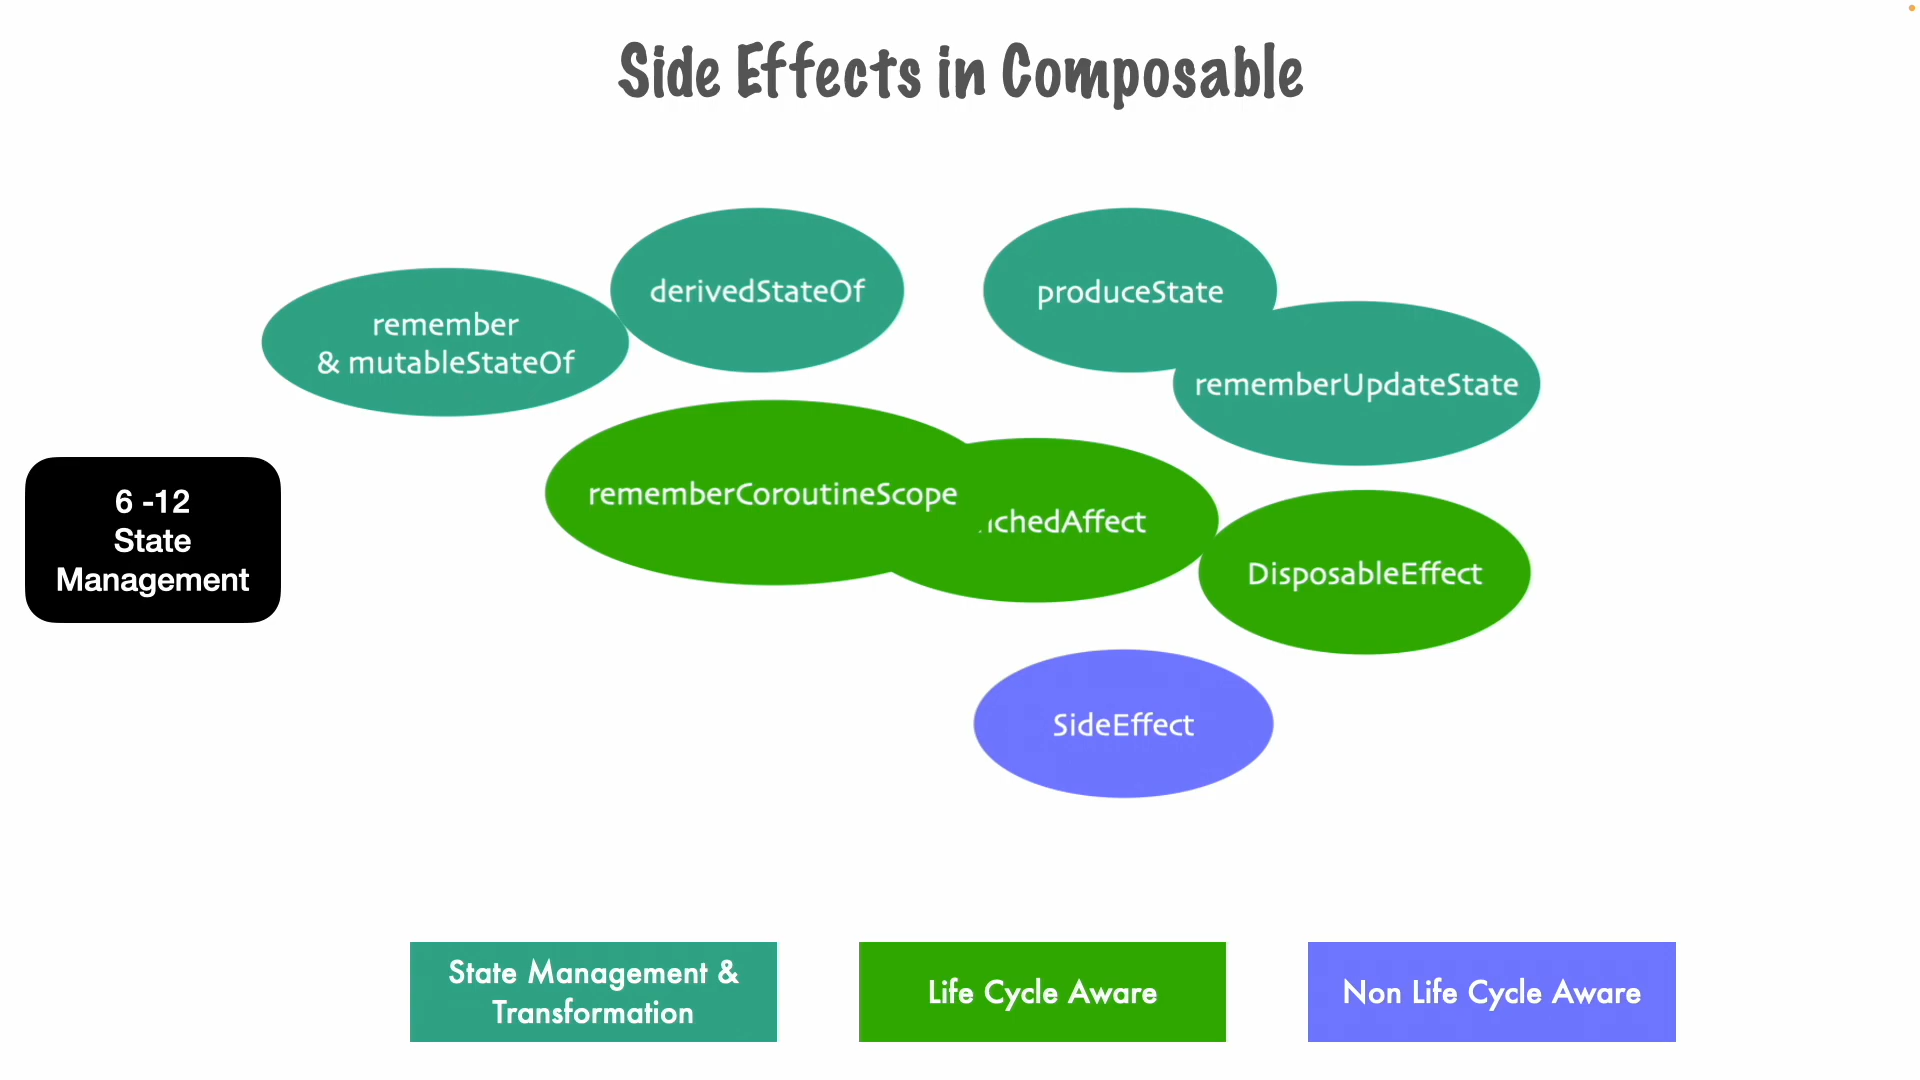 Side Effects in Composable
derivedStateOf
produceState
remember
& mutableStateOf
rememberUpdateState
rememberCoroutineScope
DisposableEffect
6 -12
State
Management
SideEffect
State Management &
Transformation
Life Cycle Aware
Non Life Cycle Aware